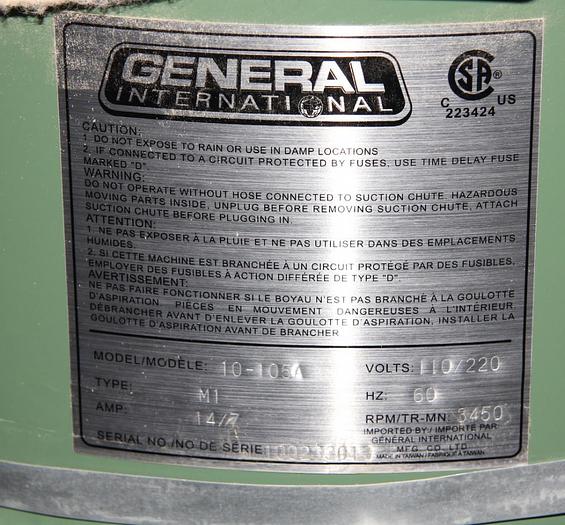 GENERAL
INTERNATIONAL
CSA ®
C US
223424
CAUTION:
1. DO NOT EXPOSE TO RAIN OR USE IN DAMP LOCATIONS
2. IF CONNECTED TO A CIRCUIT PROTECTED BY FUSES, USE TIME DELAY FUSE
MARKED "D".
WARNING:
DO NOT OPERATE WITHOUT HOSE CONNECTED TO SUCTION CHUTE. HAZARDOUS
MOVING PARTS INSIDE, UNPLUG BEFORE REMOVING SUCTION CHUTE, ATTACH
SUCTION CHUTE BEFORE PLUGGING IN.
ATTENTION:
1. NE PAS EXPOSER À LA PLUIE ET NE PAS UTILISER DANS DES EMPLACEMENTS
HUMIDES.
2. SI CETTE MACHINE EST BRANCHÉE À UN CIRCUIT PROTÉGÉ PAR DES FUSIBLES,
EMPLOYER DES FUSIBLES À ACTION DIFFÉRÉE DE TYPE "D".
AVERTISSEMENT:
NE PAS FAIRE FONCTIONNER SI LE BOYAU N'EST PAS BRANCHÉ À LA GOULOTTE
D'ASPIRATION. PIÈCES EN MOUVEMENT DANGEREUSES À L'INTÉRIEUR.
DÉBRANCHER AVANT D'ENLEVER LA GOULOTTE D'ASPIRATION, INSTALLER LA
GOULOTTE D'ASPIRATION AVANT DE BRANCHER
MODEL/MODÈLE: 10-105A VOLTS: 110/220
TYPE: M1 HZ: 60
AMP: 14/7 RPM/TR-MN 3450
IMPORTED BY:/ IMPORTÉ PAR
GÉNÉRAL INTERNATIONAL
MFG. CO. LTD.
SERIAL NO./NO DE SÉRIE
MADE IN TAIWAN / FABRIQUÉ À TAIWAN